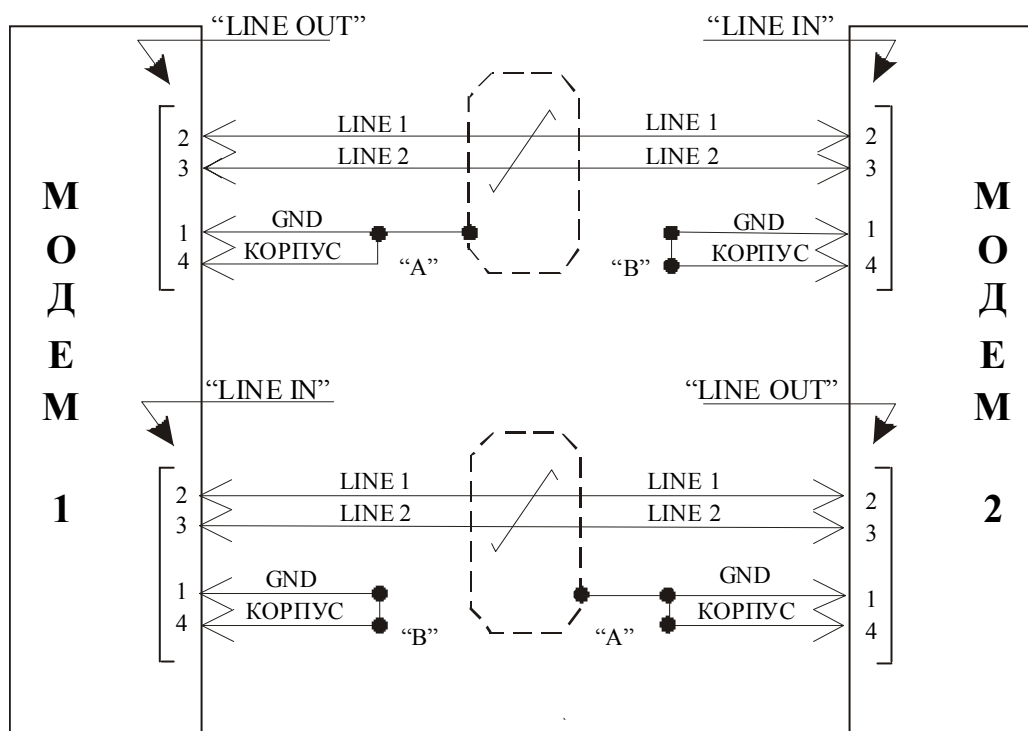 “LINE OUT” “LINE IN”
2 LINE 1 LINE 1 2
3 LINE 2 LINE 2 3
1 GND GND 1
4 КОРПУС “A” “B” КОРПУС 4
“LINE IN” “LINE OUT”
2 LINE 1 LINE 1 2
3 LINE 2 LINE 2 3
1 GND GND 1
4 КОРПУС “B” “A” КОРПУС 4
МОДЕМ 1
МОДЕМ 2